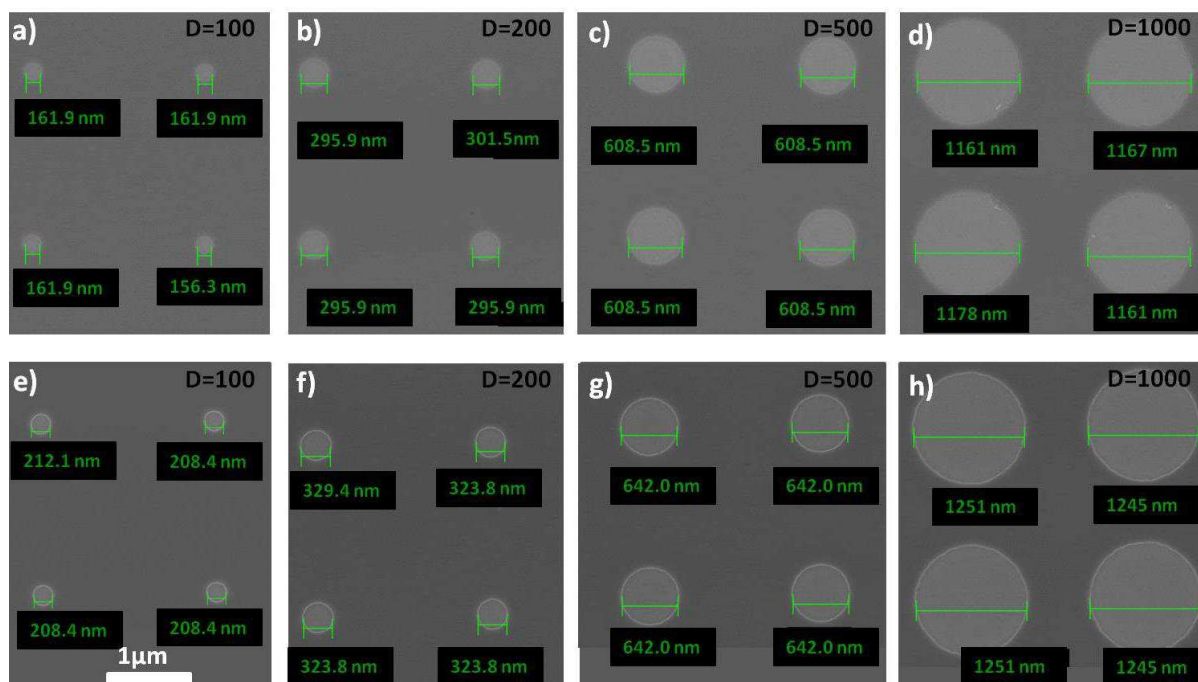 a) D=100
161.9 nm 161.9 nm
161.9 nm 156.3 nm
b) D=200
295.9 nm 301.5nm
295.9 nm 295.9 nm
c) D=500
608.5 nm 608.5 nm
608.5 nm 608.5 nm
d) D=1000
1161 nm 1167 nm
1178 nm 1161 nm
e) D=100
212.1 nm 208.4 nm
208.4 nm 208.4 nm
1μm
f) D=200
329.4 nm 323.8 nm
323.8 nm 323.8 nm
g) D=500
642.0 nm 642.0 nm
642.0 nm 642.0 nm
h) D=1000
1251 nm 1245 nm
1251 nm 1245 nm